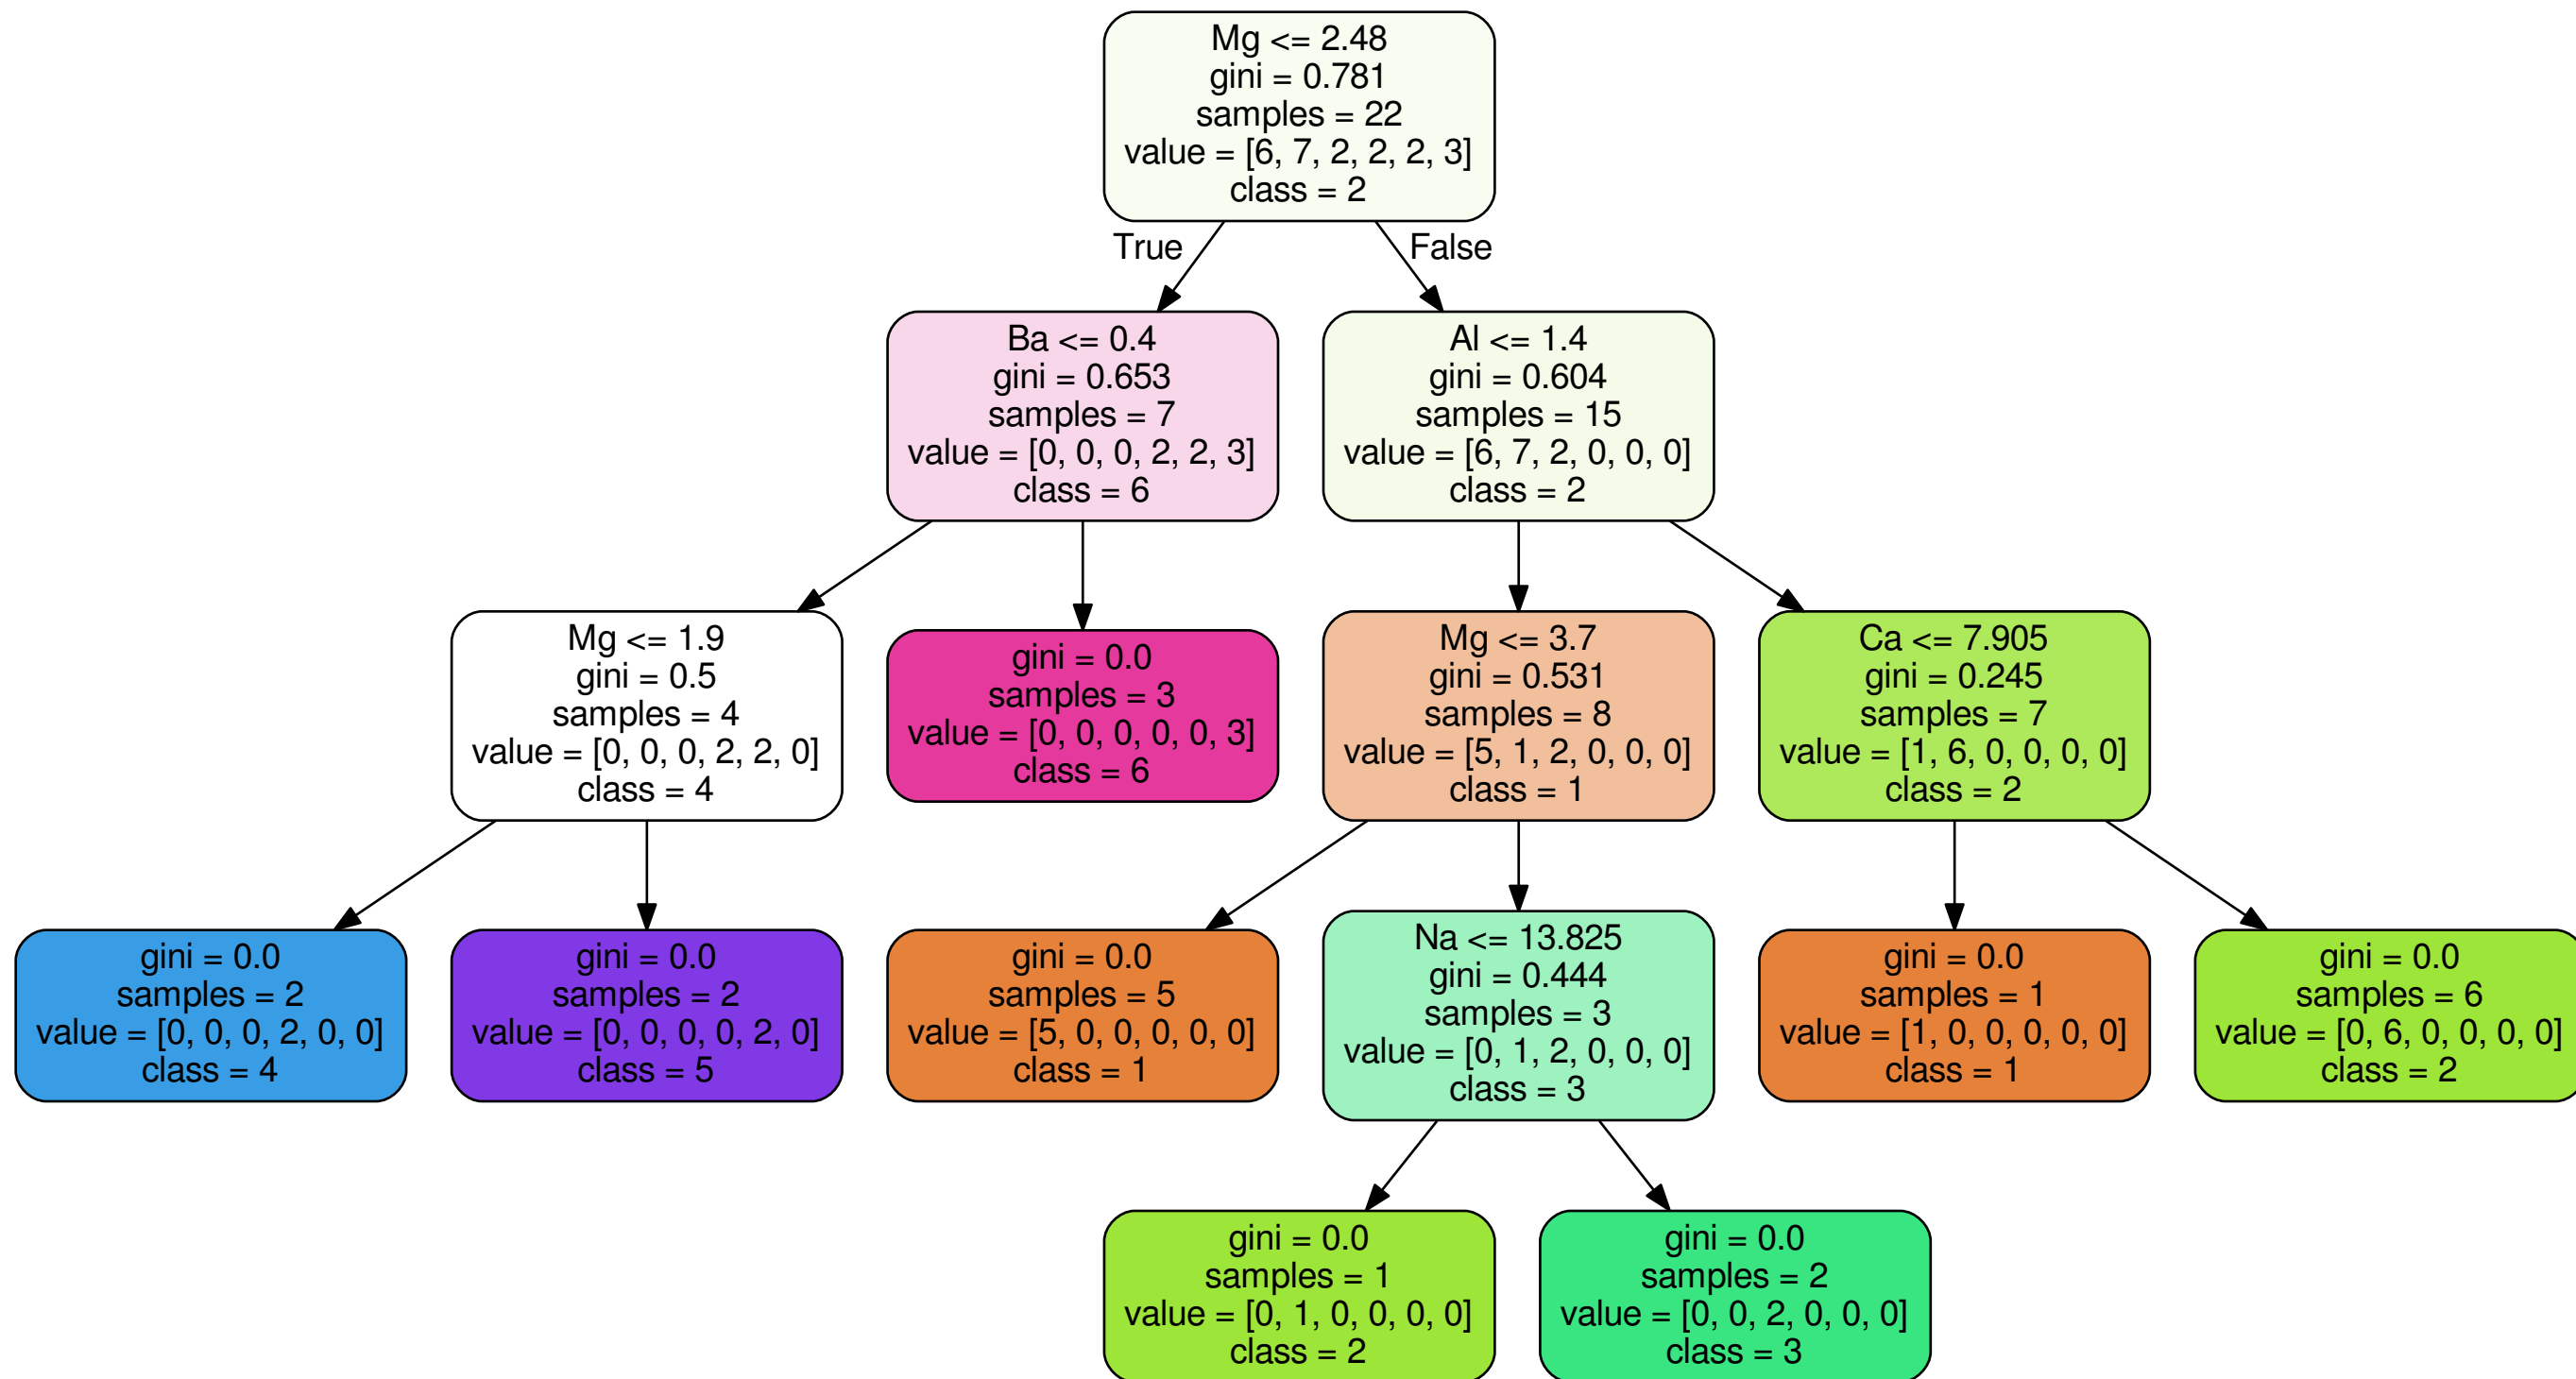 Mg <= 2.48
gini = 0.781
samples = 22
value = [6, 7, 2, 2, 2, 3]
class = 2
True
False
Ba <= 0.4
gini = 0.653
samples = 7
value = [0, 0, 0, 2, 2, 3]
class = 6
Al <= 1.4
gini = 0.604
samples = 15
value = [6, 7, 2, 0, 0, 0]
class = 2
Mg <= 1.9
gini = 0.5
samples = 4
value = [0, 0, 0, 2, 2, 0]
class = 4
gini = 0.0
samples = 3
value = [0, 0, 0, 0, 0, 3]
class = 6
Mg <= 3.7
gini = 0.531
samples = 8
value = [5, 1, 2, 0, 0, 0]
class = 1
Ca <= 7.905
gini = 0.245
samples = 7
value = [1, 6, 0, 0, 0, 0]
class = 2
gini = 0.0
samples = 2
value = [0, 0, 0, 2, 0, 0]
class = 4
gini = 0.0
samples = 2
value = [0, 0, 0, 0, 2, 0]
class = 5
gini = 0.0
samples = 5
value = [5, 0, 0, 0, 0, 0]
class = 1
Na <= 13.825
gini = 0.444
samples = 3
value = [0, 1, 2, 0, 0, 0]
class = 3
gini = 0.0
samples = 1
value = [1, 0, 0, 0, 0, 0]
class = 1
gini = 0.0
samples = 6
value = [0, 6, 0, 0, 0, 0]
class = 2
gini = 0.0
samples = 1
value = [0, 1, 0, 0, 0, 0]
class = 2
gini = 0.0
samples = 2
value = [0, 0, 2, 0, 0, 0]
class = 3